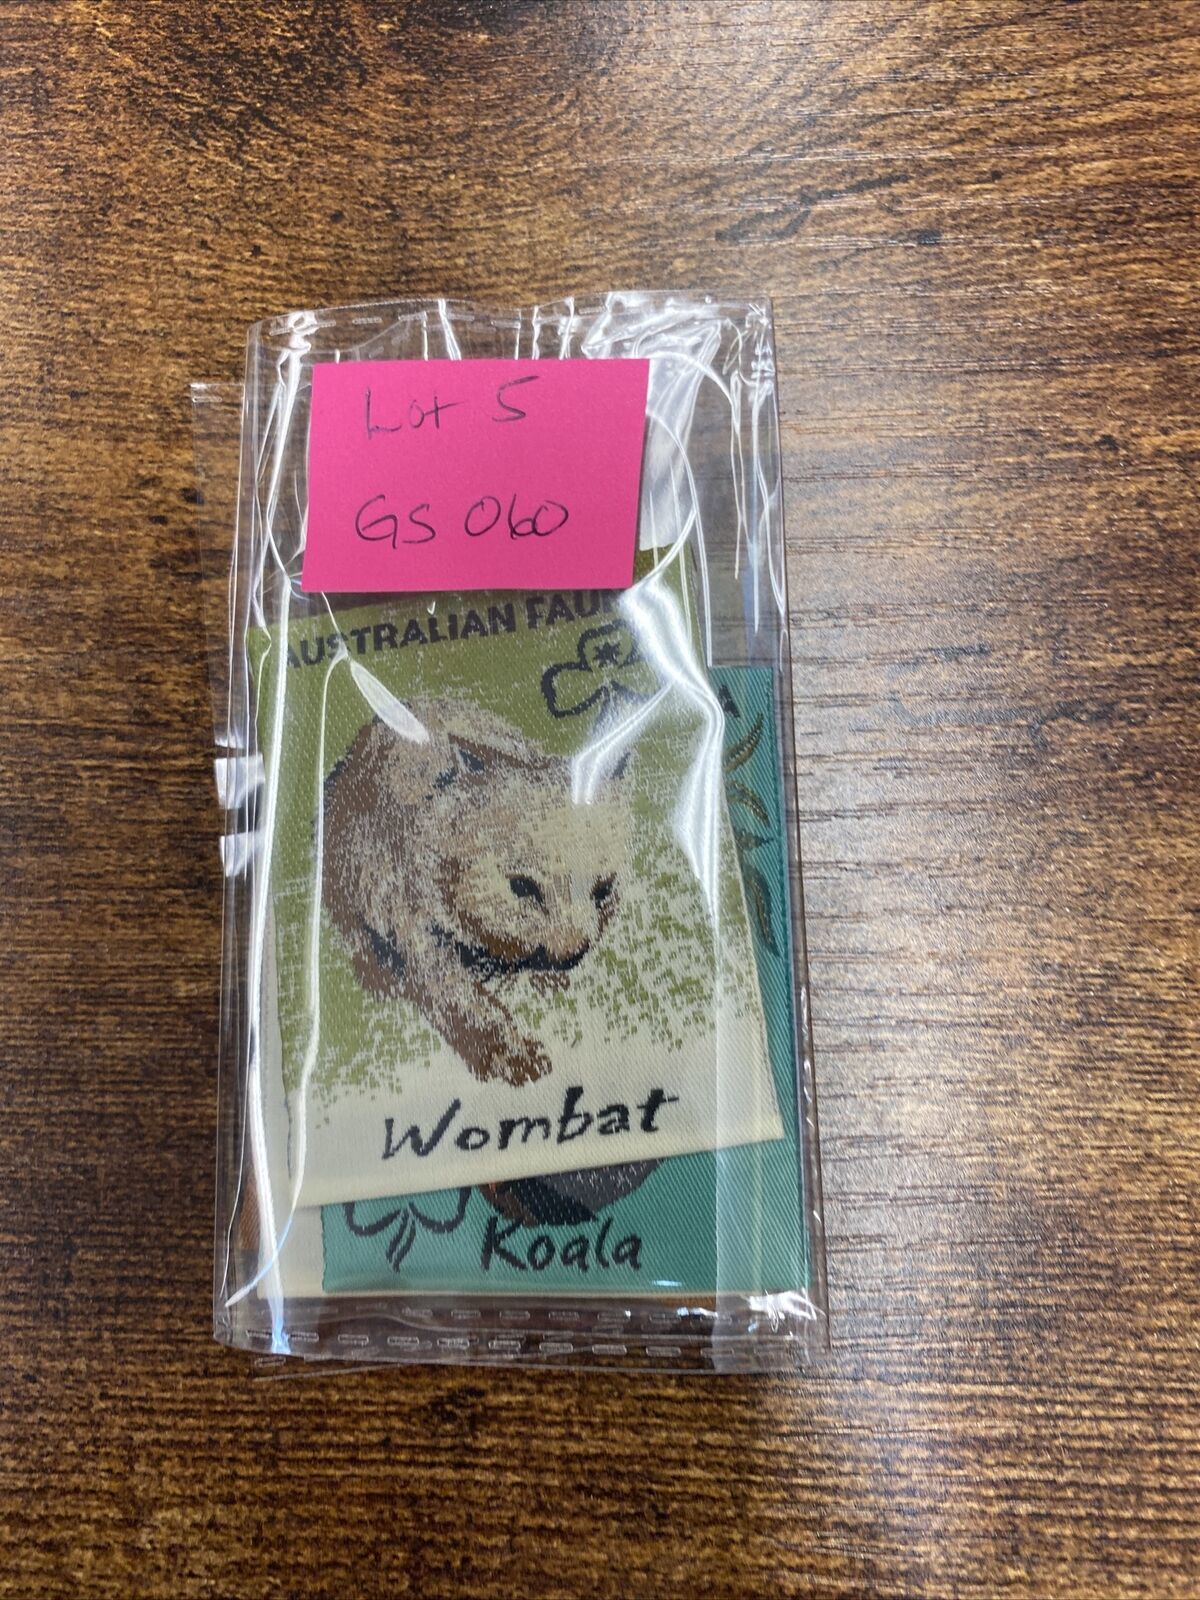 Lot 5
GS 060
AUSTRALIAN FAU
A
Wombat
Koala